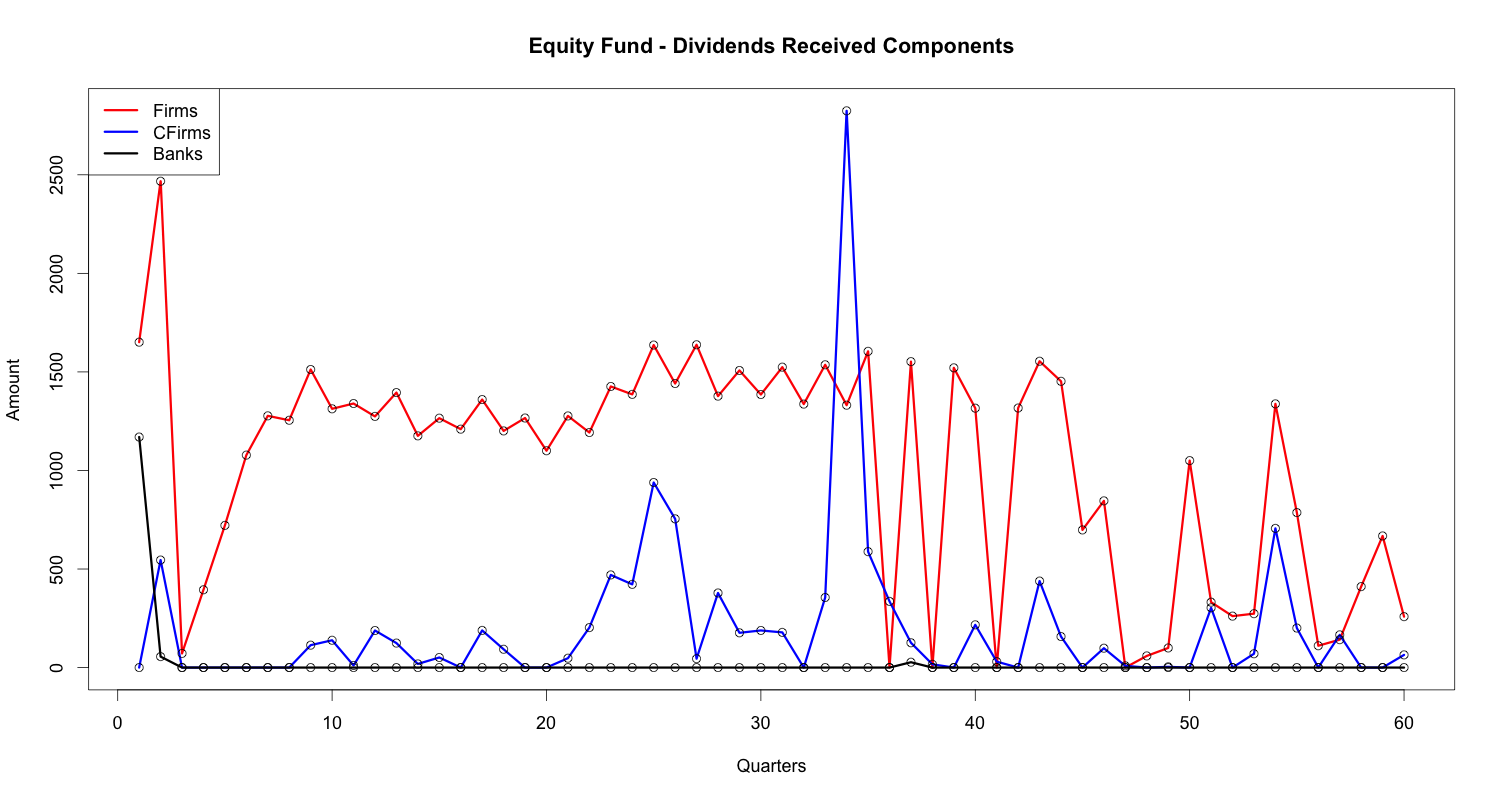 Equity Fund - Dividends Received Components
Firms
CFirms
Banks
Amount
2500
2000
1500
1000
500
0
0 10 20 30 40 50 60
Quarters